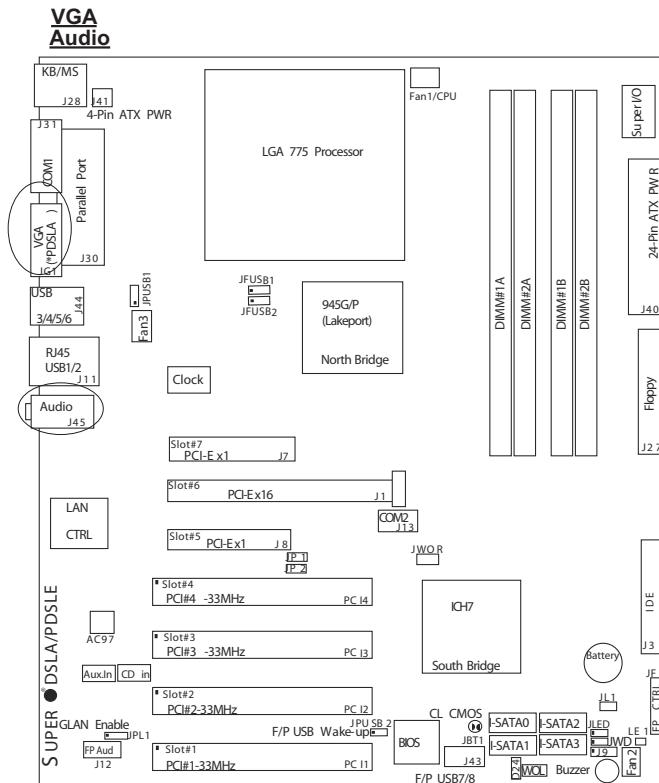 VGA
Audio
KB/MS
J28
J41
4-Pin ATX PWR
Fan1/CPU
Super I/O
J31
COM1
Parallel Port
J30
LGA 775 Processor
24-Pin ATX PWR
J40
VGA
(*PDSLA )
JG1
USB
3/4/5/6
J44
JPUSB1
Fan3
JFUSB1
JFUSB2
945G/P
(Lakeport)
North Bridge
DIMM#1A
DIMM#2A
DIMM#1B
DIMM#2B
RJ45
USB1/2
J11
Clock
Floppy
J27
Audio
J45
Slot#7
PCI-E x1
J7
Slot#6
PCI-Ex16
J1
COM2
J13
LAN
CTRL
Slot#5
PCI-Ex1
J8
JP1
JP2
JWOR
Slot#4
PCI#4 -33MHz
PCI4
ICH7
South Bridge
IDE
J3
AC97
Slot#3
PCI#3 -33MHz
PCI3
Battery
Aux.In
CD in
SUPER ® DSLA/PDSLE
Slot#2
PCI#2-33MHz
PCI2
JL1
JF
FP CTRL
GLAN Enable
JPL1
JPUSB2
F/P USB Wake-up
BIOS
CL CMOS
JBT1
I-SATA0
I-SATA2
I-SATA1
I-SATA3
JLED
JWD
J9
LE1
FP Aud
J12
Slot#1
PCI#1-33MHz
PCI1
J43
F/P USB7/8
D24
WOL
Buzzer
Fan2